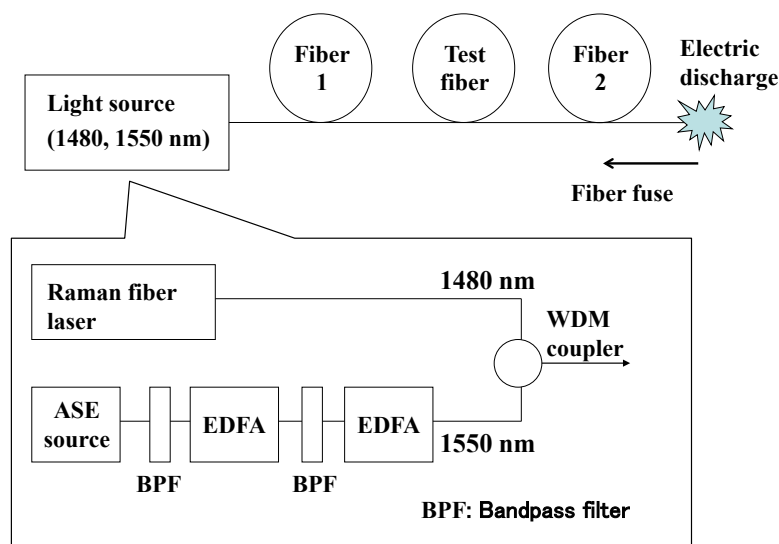 Fiber
1
Test
fiber
Fiber
2
Electric
discharge
Light source
(1480, 1550 nm)
Fiber fuse
Raman fiber
laser
1480 nm
WDM
coupler
ASE
source
BPF
EDFA
BPF
EDFA
1550 nm
BPF: Bandpass filter